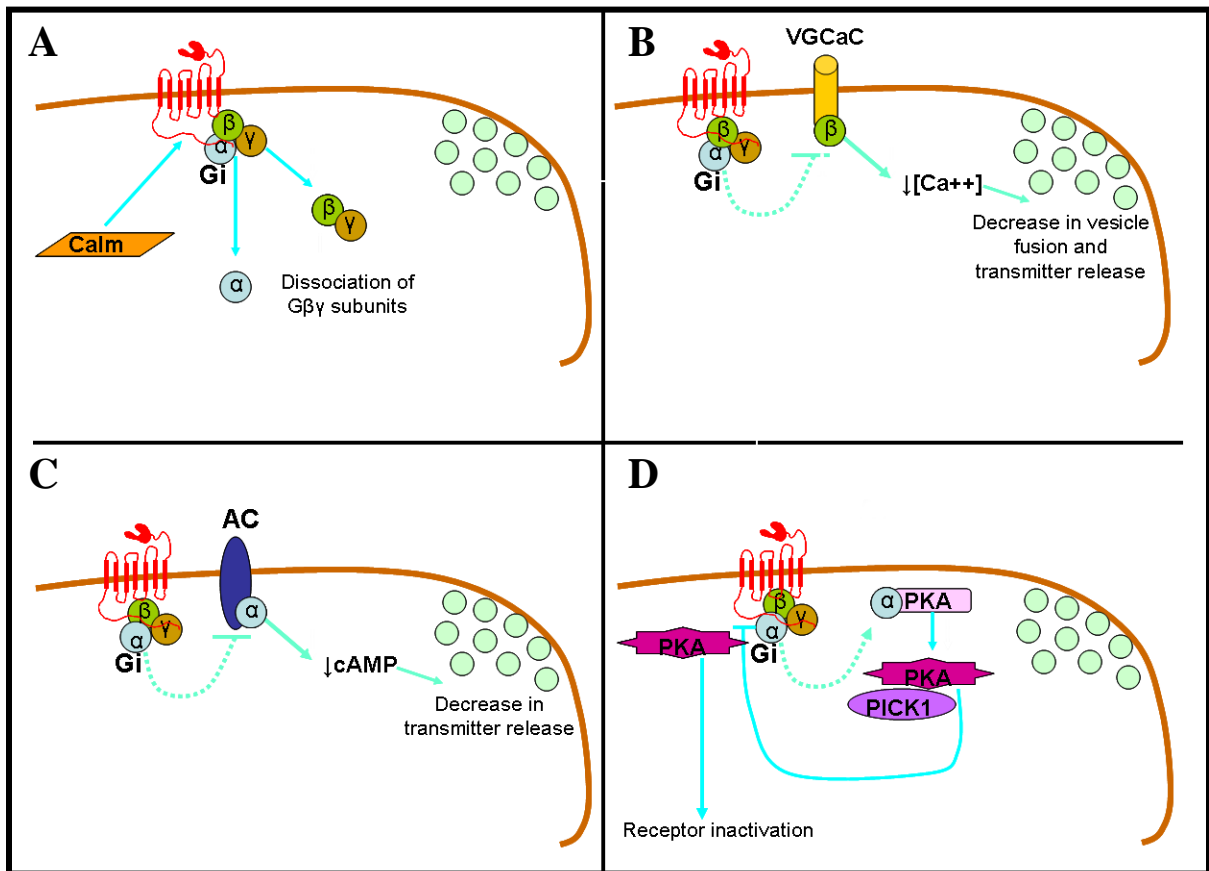 A
β
α
γ
Gi
Calm
β
γ
α
Dissociation of
Gβγ subunits
B
VGCaC
β
α
γ
Gi
β
↓[Ca++]
Decrease in vesicle
fusion and
transmitter release
C
AC
β
α
γ
Gi
α
↓cAMP
Decrease in
transmitter release
D
β
α
γ
Gi
PKA
α
PKA
PKA
PICK1
Receptor inactivation